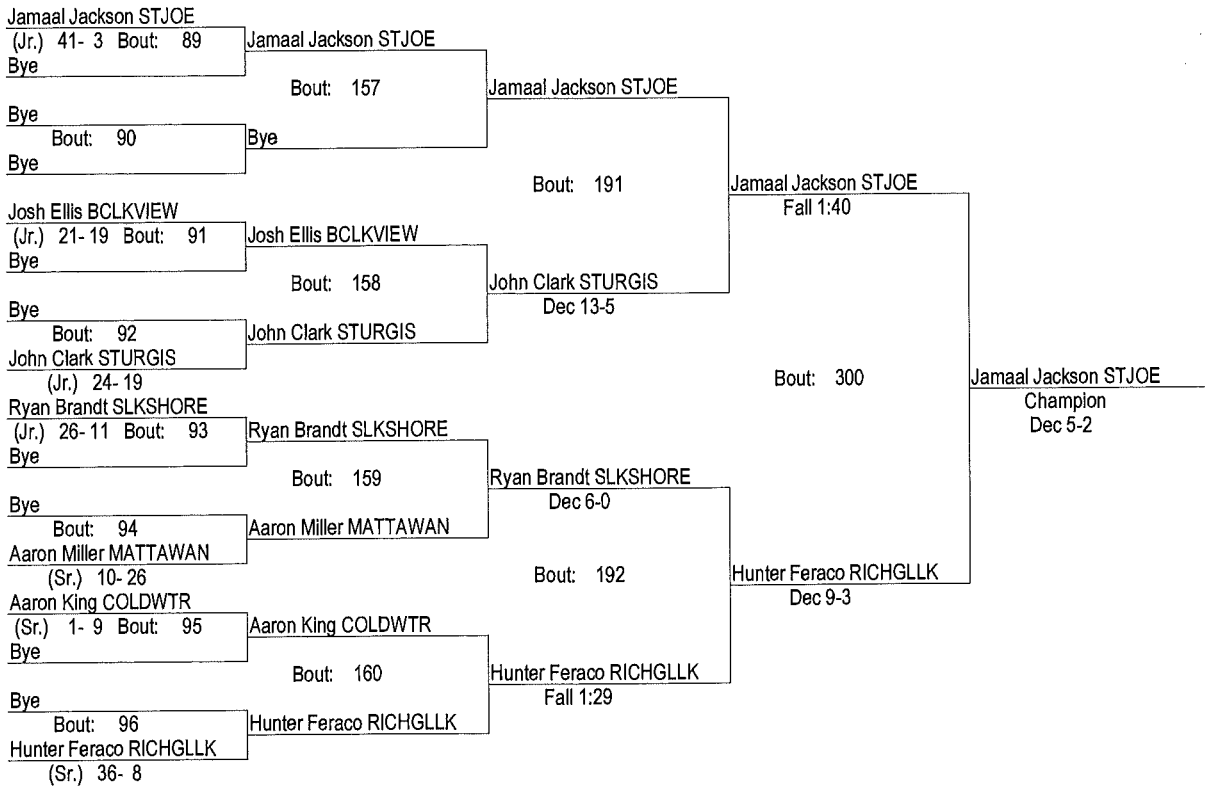 Jamaal Jackson STJOE
(Jr.) 41- 3 Bout: 89
Bye
Bye
Bout: 90
Bye
Josh Ellis BCLKVIEW
(Jr.) 21- 19 Bout: 91
Bye
Bye
Bout: 92
John Clark STURGIS
(Jr.) 24- 19
Ryan Brandt SLKSHORE
(Jr.) 26- 11 Bout: 93
Bye
Bye
Bout: 94
Aaron Miller MATTAWAN
(Sr.) 10- 26
Aaron King COLDWTR
(Sr.) 1- 9 Bout: 95
Bye
Bye
Bout: 96
Hunter Feraco RICHGLLK
(Sr.) 36- 8
Jamaal Jackson STJOE
Bout: 157
Bye
Josh Ellis BCLKVIEW
Bout: 158
John Clark STURGIS
Ryan Brandt SLKSHORE
Bout: 159
Aaron Miller MATTAWAN
Aaron King COLDWTR
Bout: 160
Hunter Feraco RICHGLLK
Jamaal Jackson STJOE
Bout: 191
John Clark STURGIS
Dec 13-5
Ryan Brandt SLKSHORE
Dec 6-0
Bout: 192
Hunter Feraco RICHGLLK
Fall 1:29
Jamaal Jackson STJOE
Fall 1:40
Bout: 300
Hunter Feraco RICHGLLK
Dec 9-3
Jamaal Jackson STJOE
Champion
Dec 5-2